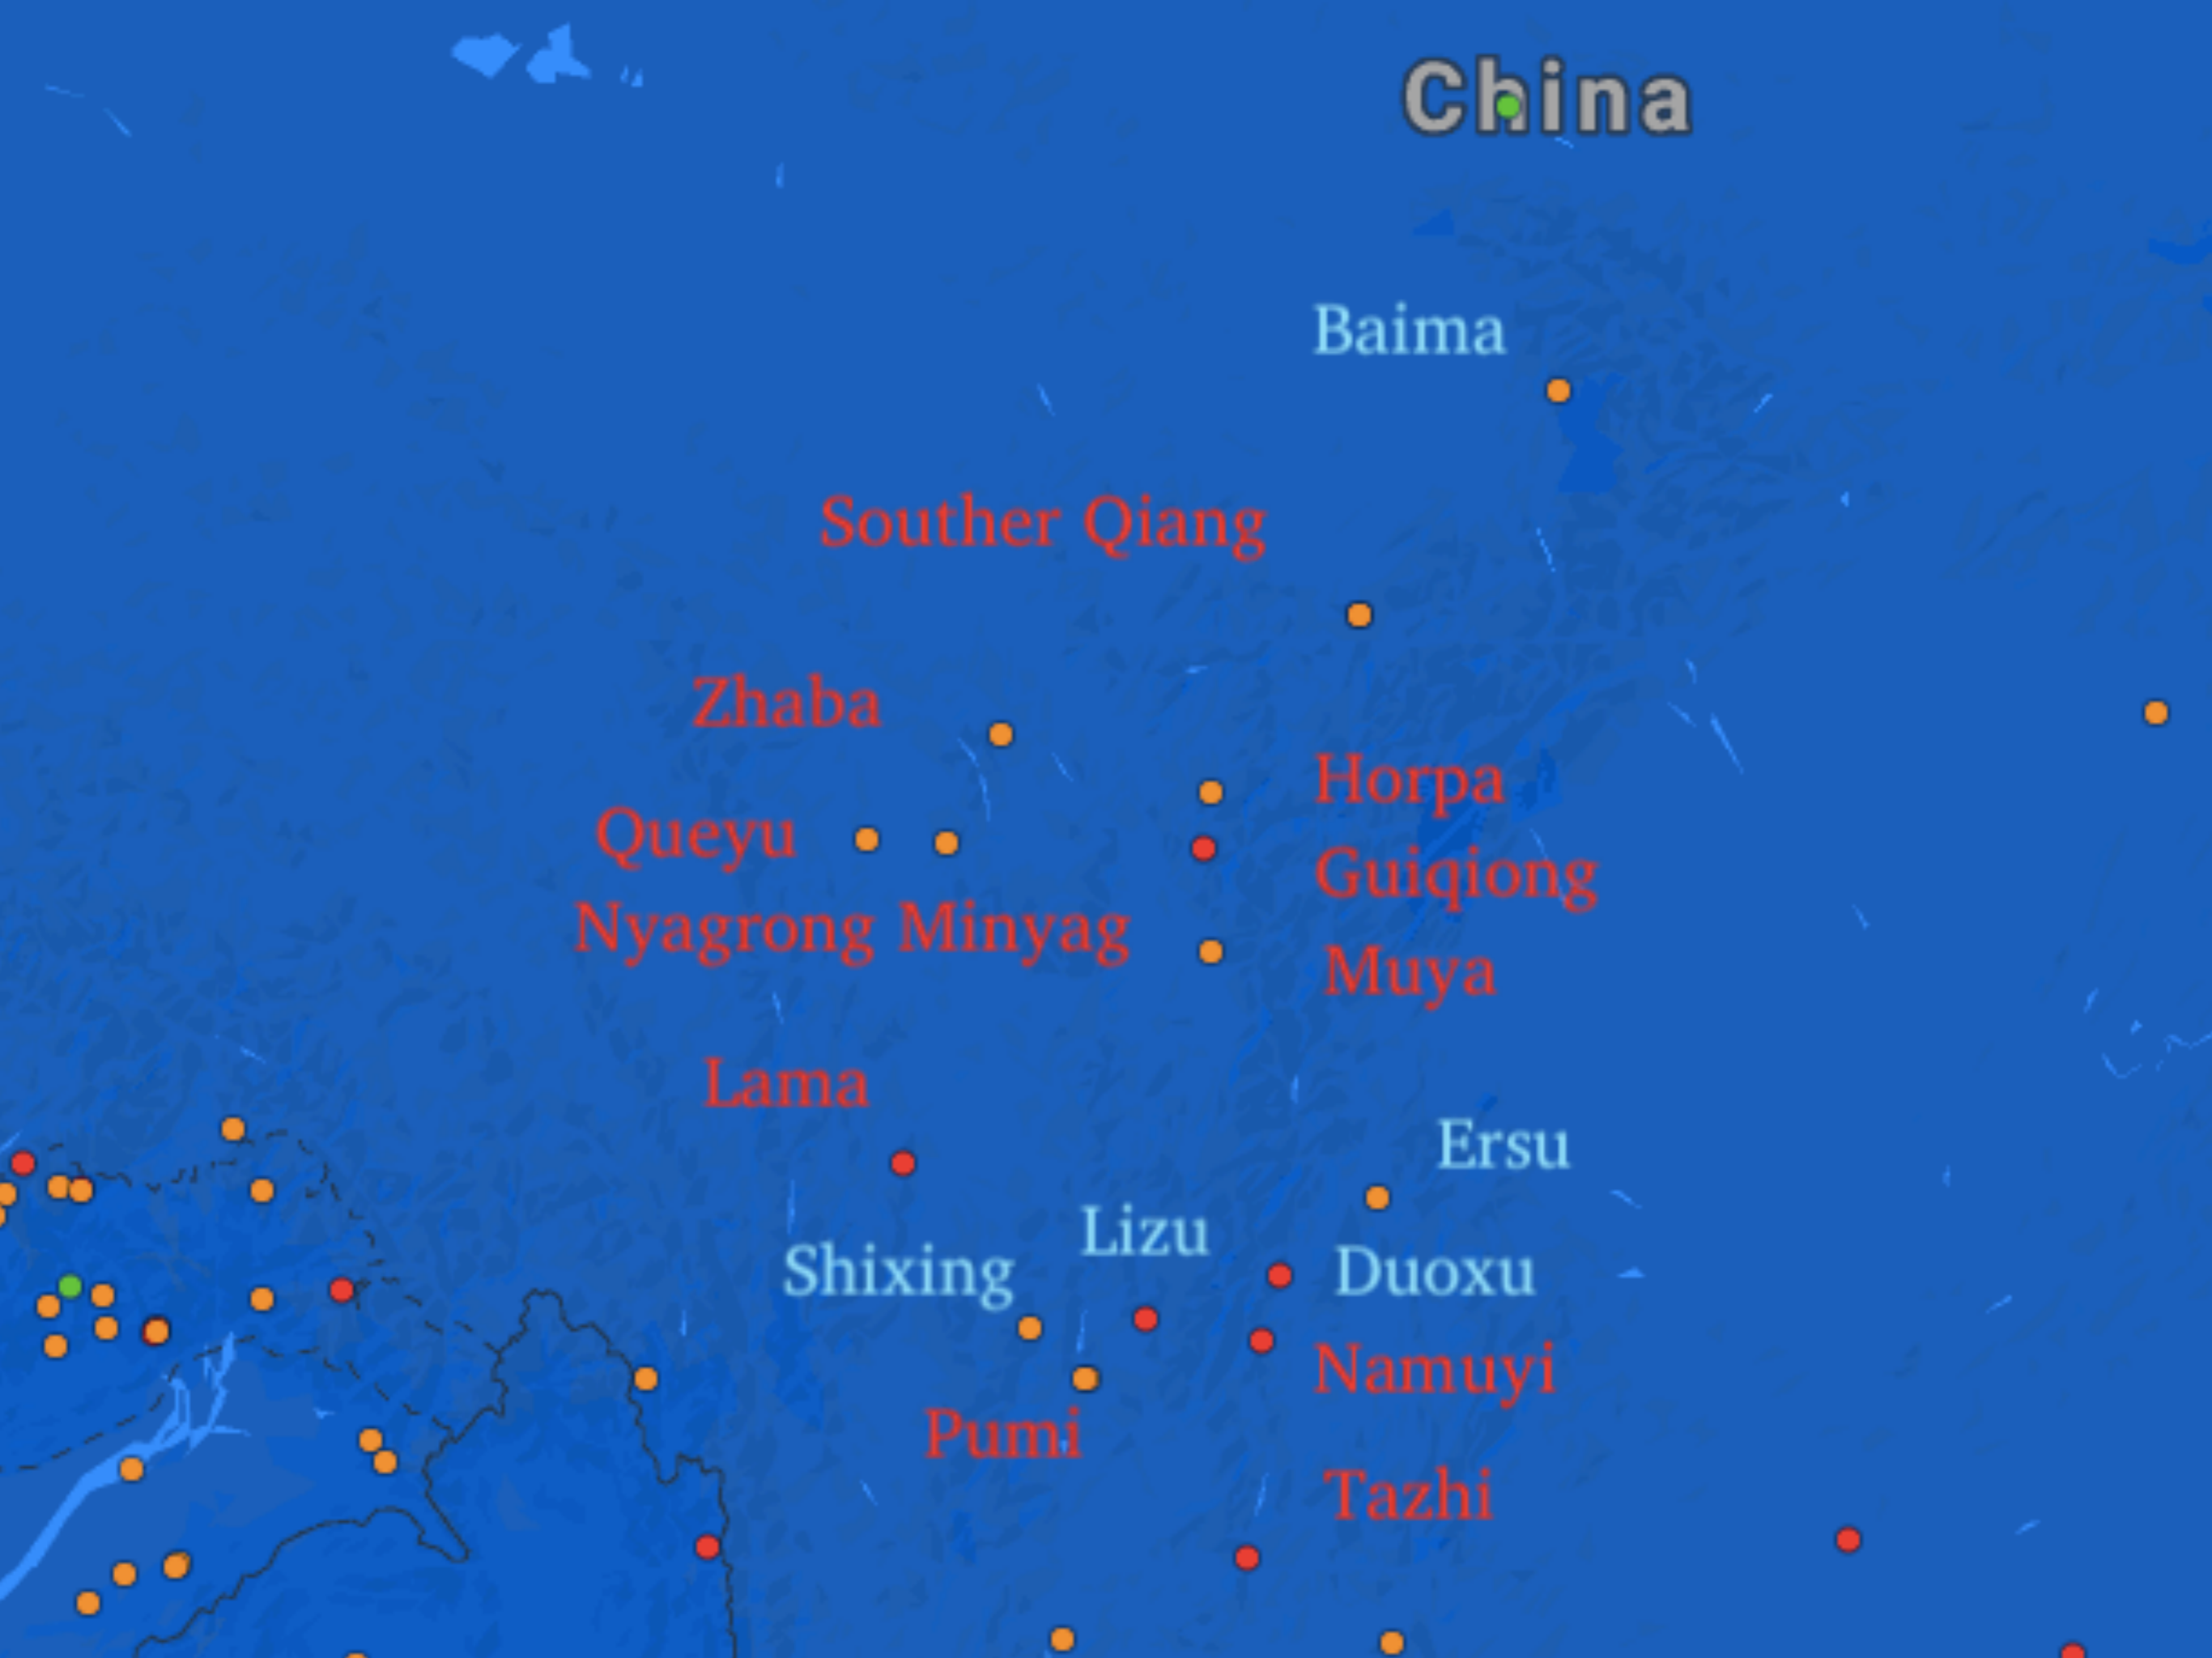 China
Baima
Souther Qiang
Zhaba
Horpa
Queyu
Guiqiong
Nyagrong Minyag
Muya
Lama
Ersu
Lizu
Shixing
Duoxu
Namuyi
Pumi
Tazhi